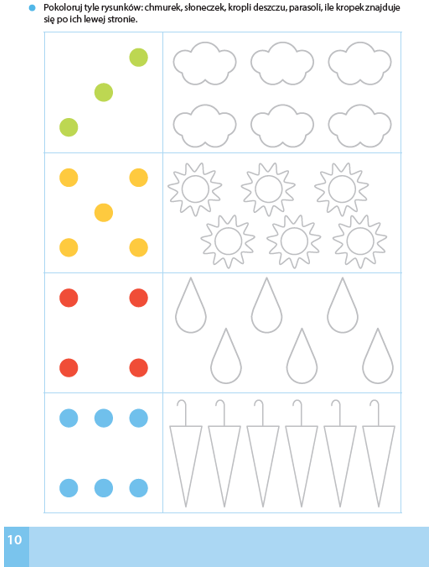 Pokoloruj tyle rysunków: chmurek, słoneczek, kropli deszczu, parasoli, ile kropek znajduje
się po ich lewej stronie.
10